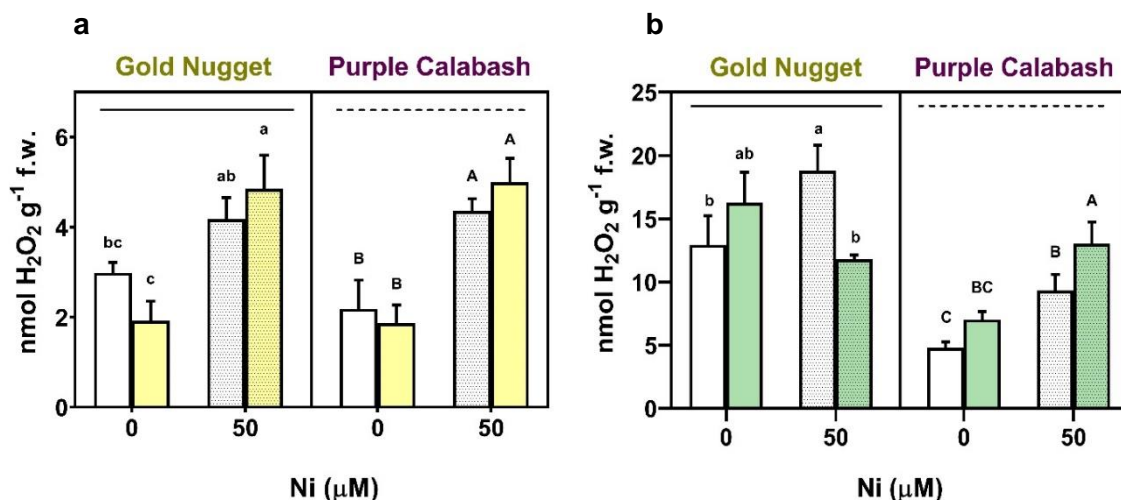 a
Gold Nugget Purple Calabash
nmol H₂O₂ g⁻¹ f.w.
6
4
2
0
bc
c
ab
a
B
B
A
A
0 50 0 50
Ni (μM)
b
Gold Nugget Purple Calabash
nmol H₂O₂ g⁻¹ f.w.
25
20
15
10
5
0
b
ab
a
b
C
BC
B
A
0 50 0 50
Ni (μM)